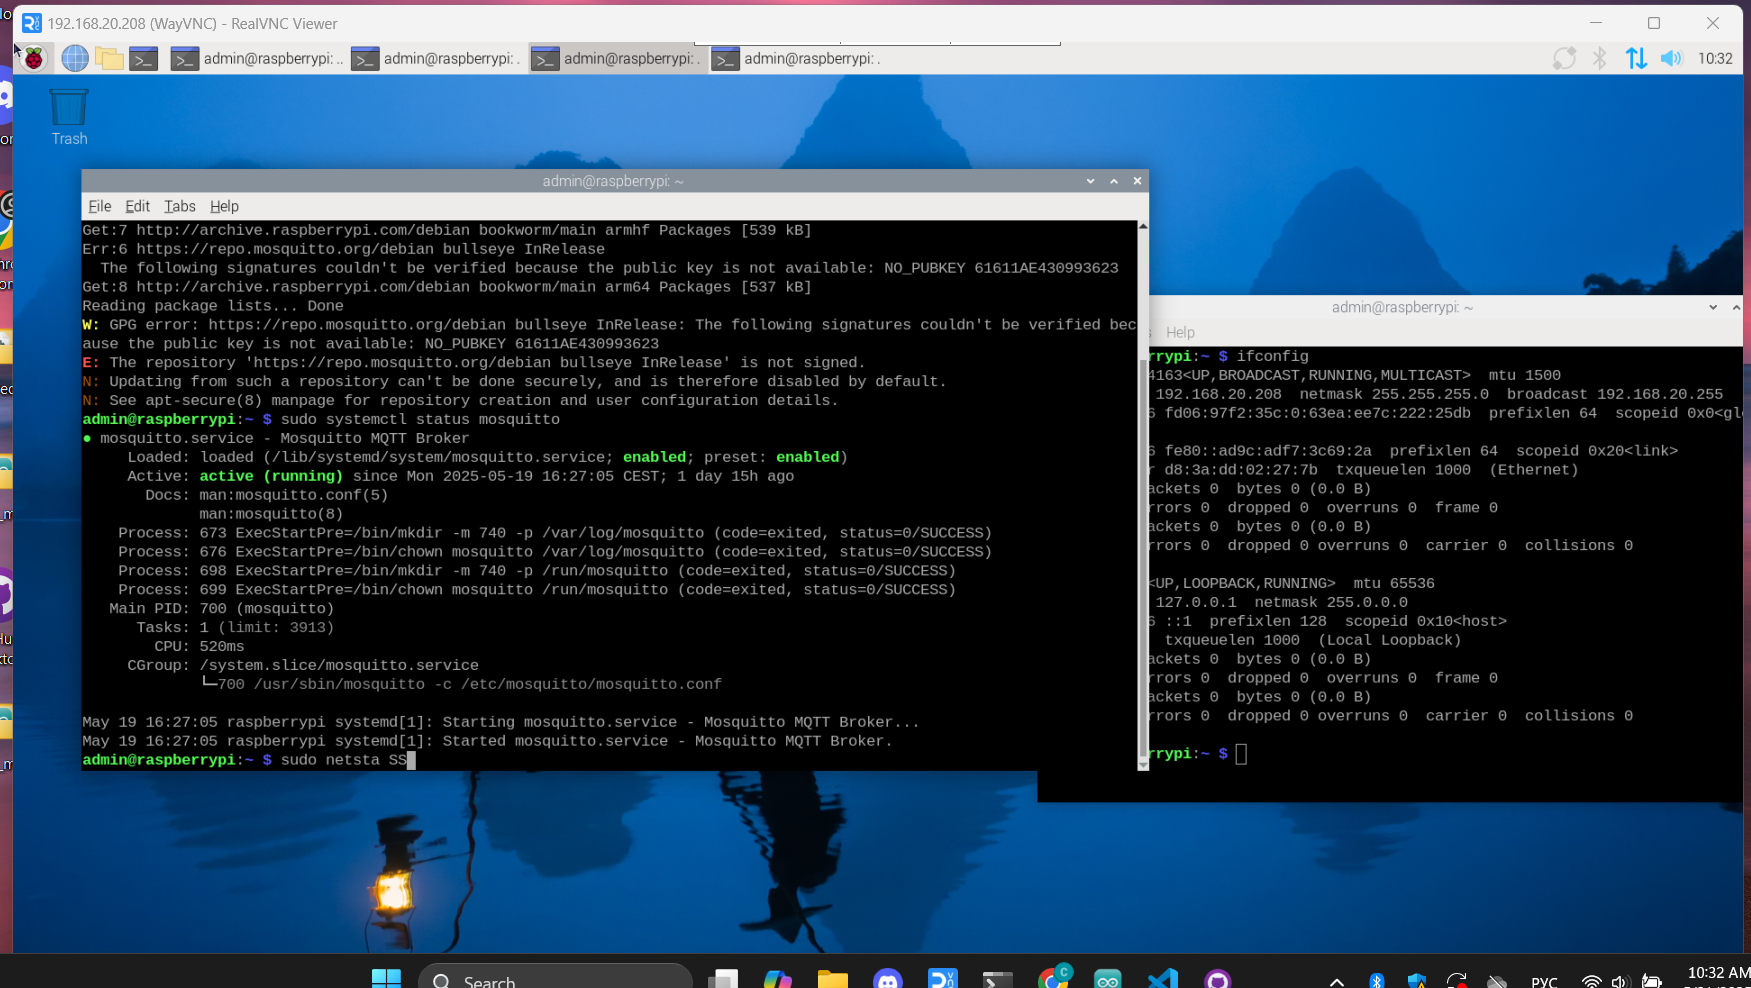 192.168.20.208 (WayVNC) - RealVNC Viewer
admin@raspberrypi: .. admin@raspberrypi: . admin@raspberrypi: . admin@raspberrypi: . 10:32
Trash
admin@raspberrypi: ~
File Edit Tabs Help
Get:7 http://archive.raspberrypi.com/debian bookworm/main armhf Packages [539 kB]
Err:6 https://repo.mosquitto.org/debian bullseye InRelease
The following signatures couldn't be verified because the public key is not available: NO_PUBKEY 61611AE430993623
Get:8 http://archive.raspberrypi.com/debian bookworm/main arm64 Packages [537 kB]
Reading package lists... Done
W: GPG error: https://repo.mosquitto.org/debian bullseye InRelease: The following signatures couldn't be verified bec
ause the public key is not available: NO_PUBKEY 61611AE430993623
E: The repository 'https://repo.mosquitto.org/debian bullseye InRelease' is not signed.
N: Updating from such a repository can't be done securely, and is therefore disabled by default.
N: See apt-secure(8) manpage for repository creation and user configuration details.
admin@raspberrypi:~ $ sudo systemctl status mosquitto
● mosquitto.service - Mosquitto MQTT Broker
Loaded: loaded (/lib/systemd/system/mosquitto.service; enabled; preset: enabled)
Active: active (running) since Mon 2025-05-19 16:27:05 CEST; 1 day 15h ago
Docs: man:mosquitto.conf(5)
man:mosquitto(8)
Process: 673 ExecStartPre=/bin/mkdir -m 740 -p /var/log/mosquitto (code=exited, status=0/SUCCESS)
Process: 676 ExecStartPre=/bin/chown mosquitto /var/log/mosquitto (code=exited, status=0/SUCCESS)
Process: 698 ExecStartPre=/bin/mkdir -m 740 -p /run/mosquitto (code=exited, status=0/SUCCESS)
Process: 699 ExecStartPre=/bin/chown mosquitto /run/mosquitto (code=exited, status=0/SUCCESS)
Main PID: 700 (mosquitto)
Tasks: 1 (limit: 3913)
CPU: 520ms
CGroup: /system.slice/mosquitto.service
└─700 /usr/sbin/mosquitto -c /etc/mosquitto/mosquitto.conf
May 19 16:27:05 raspberrypi systemd[1]: Starting mosquitto.service - Mosquitto MQTT Broker...
May 19 16:27:05 raspberrypi systemd[1]: Started mosquitto.service - Mosquitto MQTT Broker.
admin@raspberrypi:~ $ sudo netsta SS
admin@raspberrypi: ~
s Help
rrypi:~ $ ifconfig
4163<UP,BROADCAST,RUNNING,MULTICAST> mtu 1500
192.168.20.208 netmask 255.255.255.0 broadcast 192.168.20.255
6 fd06:97f2:35c:0:63ea:ee7c:222:25db prefixlen 64 scopeid 0x0<glo
6 fe80::ad9c:adf7:3c69:2a prefixlen 64 scopeid 0x20<link>
r d8:3a:dd:02:27:7b txqueuelen 1000 (Ethernet)
ackets 0 bytes 0 (0.0 B)
rrors 0 dropped 0 overruns 0 frame 0
ackets 0 bytes 0 (0.0 B)
rrors 0 dropped 0 overruns 0 carrier 0 collisions 0
<UP,LOOPBACK,RUNNING> mtu 65536
127.0.0.1 netmask 255.0.0.0
6 ::1 prefixlen 128 scopeid 0x10<host>
txqueuelen 1000 (Local Loopback)
ackets 0 bytes 0 (0.0 B)
rrors 0 dropped 0 overruns 0 frame 0
ackets 0 bytes 0 (0.0 B)
rrors 0 dropped 0 overruns 0 carrier 0 collisions 0
rrypi:~ $
Search
РУС
10:32 AM